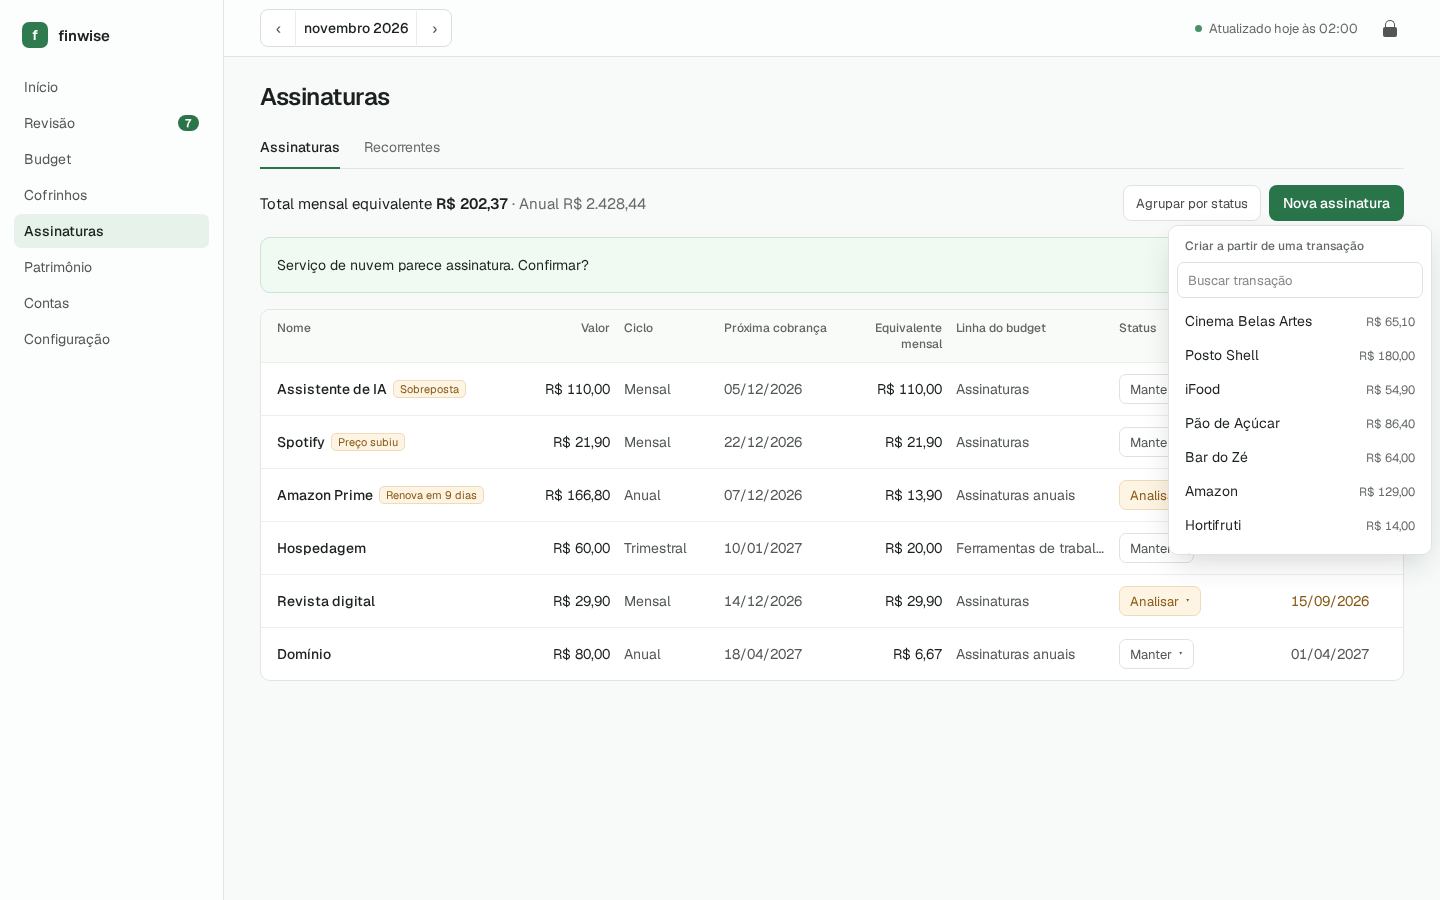 f finwise
Início
Revisão 7
Budget
Cofrinhos
Assinaturas
Patrimônio
Contas
Configuração
‹ novembro 2026 ›
Atualizado hoje às 02:00
Assinaturas
Assinaturas Recorrentes
Total mensal equivalente R$ 202,37 · Anual R$ 2.428,44
Agrupar por status Nova assinatura
Serviço de nuvem parece assinatura. Confirmar?
Criar a partir de uma transação
Buscar transação
Cinema Belas Artes R$ 65,10
Posto Shell R$ 180,00
iFood R$ 54,90
Pão de Açúcar R$ 86,40
Bar do Zé R$ 64,00
Amazon R$ 129,00
Hortifruti R$ 14,00
Nome Valor Ciclo Próxima cobrança Equivalente mensal Linha do budget Status
Assistente de IA Sobreposta R$ 110,00 Mensal 05/12/2026 R$ 110,00 Assinaturas Mante
Spotify Preço subiu R$ 21,90 Mensal 22/12/2026 R$ 21,90 Assinaturas Mante
Amazon Prime Renova em 9 dias R$ 166,80 Anual 07/12/2026 R$ 13,90 Assinaturas anuais Analis
Hospedagem R$ 60,00 Trimestral 10/01/2027 R$ 20,00 Ferramentas de trabal... Manter
Revista digital R$ 29,90 Mensal 14/12/2026 R$ 29,90 Assinaturas Analisar 15/09/2026
Domínio R$ 80,00 Anual 18/04/2027 R$ 6,67 Assinaturas anuais Manter 01/04/2027